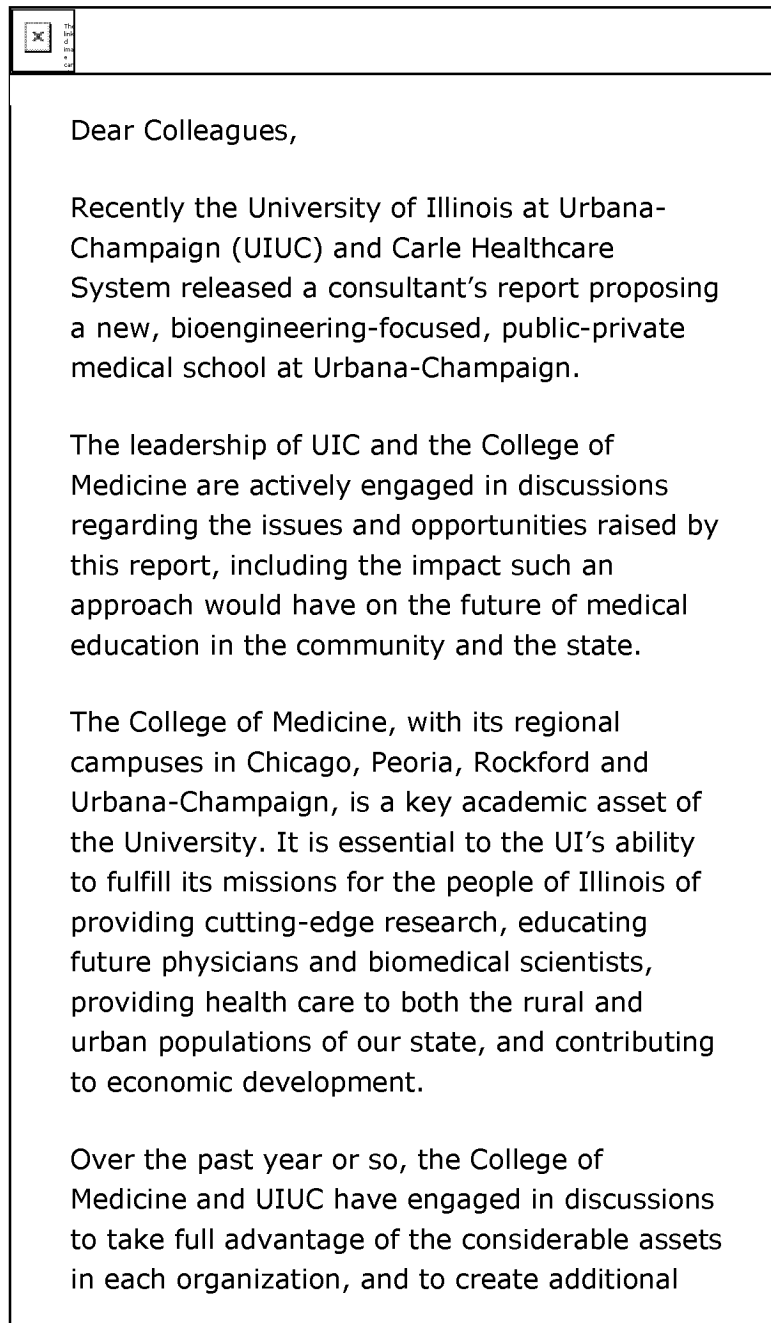 The
link
d
ima
e
can
Dear Colleagues,
Recently the University of Illinois at Urbana-
Champaign (UIUC) and Carle Healthcare
System released a consultant’s report proposing
a new, bioengineering-focused, public-private
medical school at Urbana-Champaign.
The leadership of UIC and the College of
Medicine are actively engaged in discussions
regarding the issues and opportunities raised by
this report, including the impact such an
approach would have on the future of medical
education in the community and the state.
The College of Medicine, with its regional
campuses in Chicago, Peoria, Rockford and
Urbana-Champaign, is a key academic asset of
the University. It is essential to the UI’s ability
to fulfill its missions for the people of Illinois of
providing cutting-edge research, educating
future physicians and biomedical scientists,
providing health care to both the rural and
urban populations of our state, and contributing
to economic development.
Over the past year or so, the College of
Medicine and UIUC have engaged in discussions
to take full advantage of the considerable assets
in each organization, and to create additional